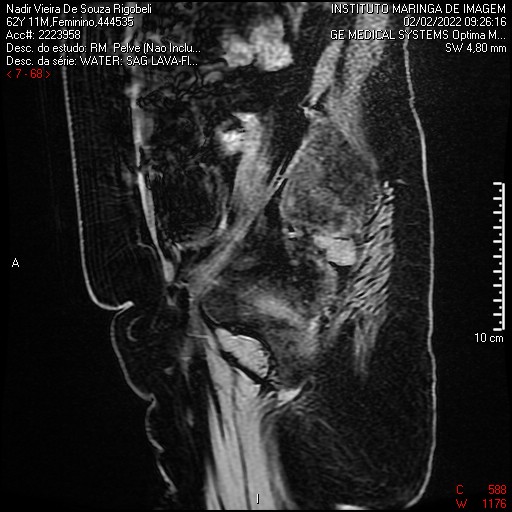 Nadir Vieira De Souza Rigobeli
62Y 11M,Feminino,444535
Acc#: 2223958
Desc. do estudo: RM Pelve (Nao Inclu...
Desc. da série: WATER: SAG LAVA-Fl...
< 7 - 68 >
INSTITUTO MARINGA DE IMAGEM
02/02/2022 09:26:16
GE MEDICAL SYSTEMS Optima M...
SW 4,80 mm
A
10 cm
I
C 588
W 1176